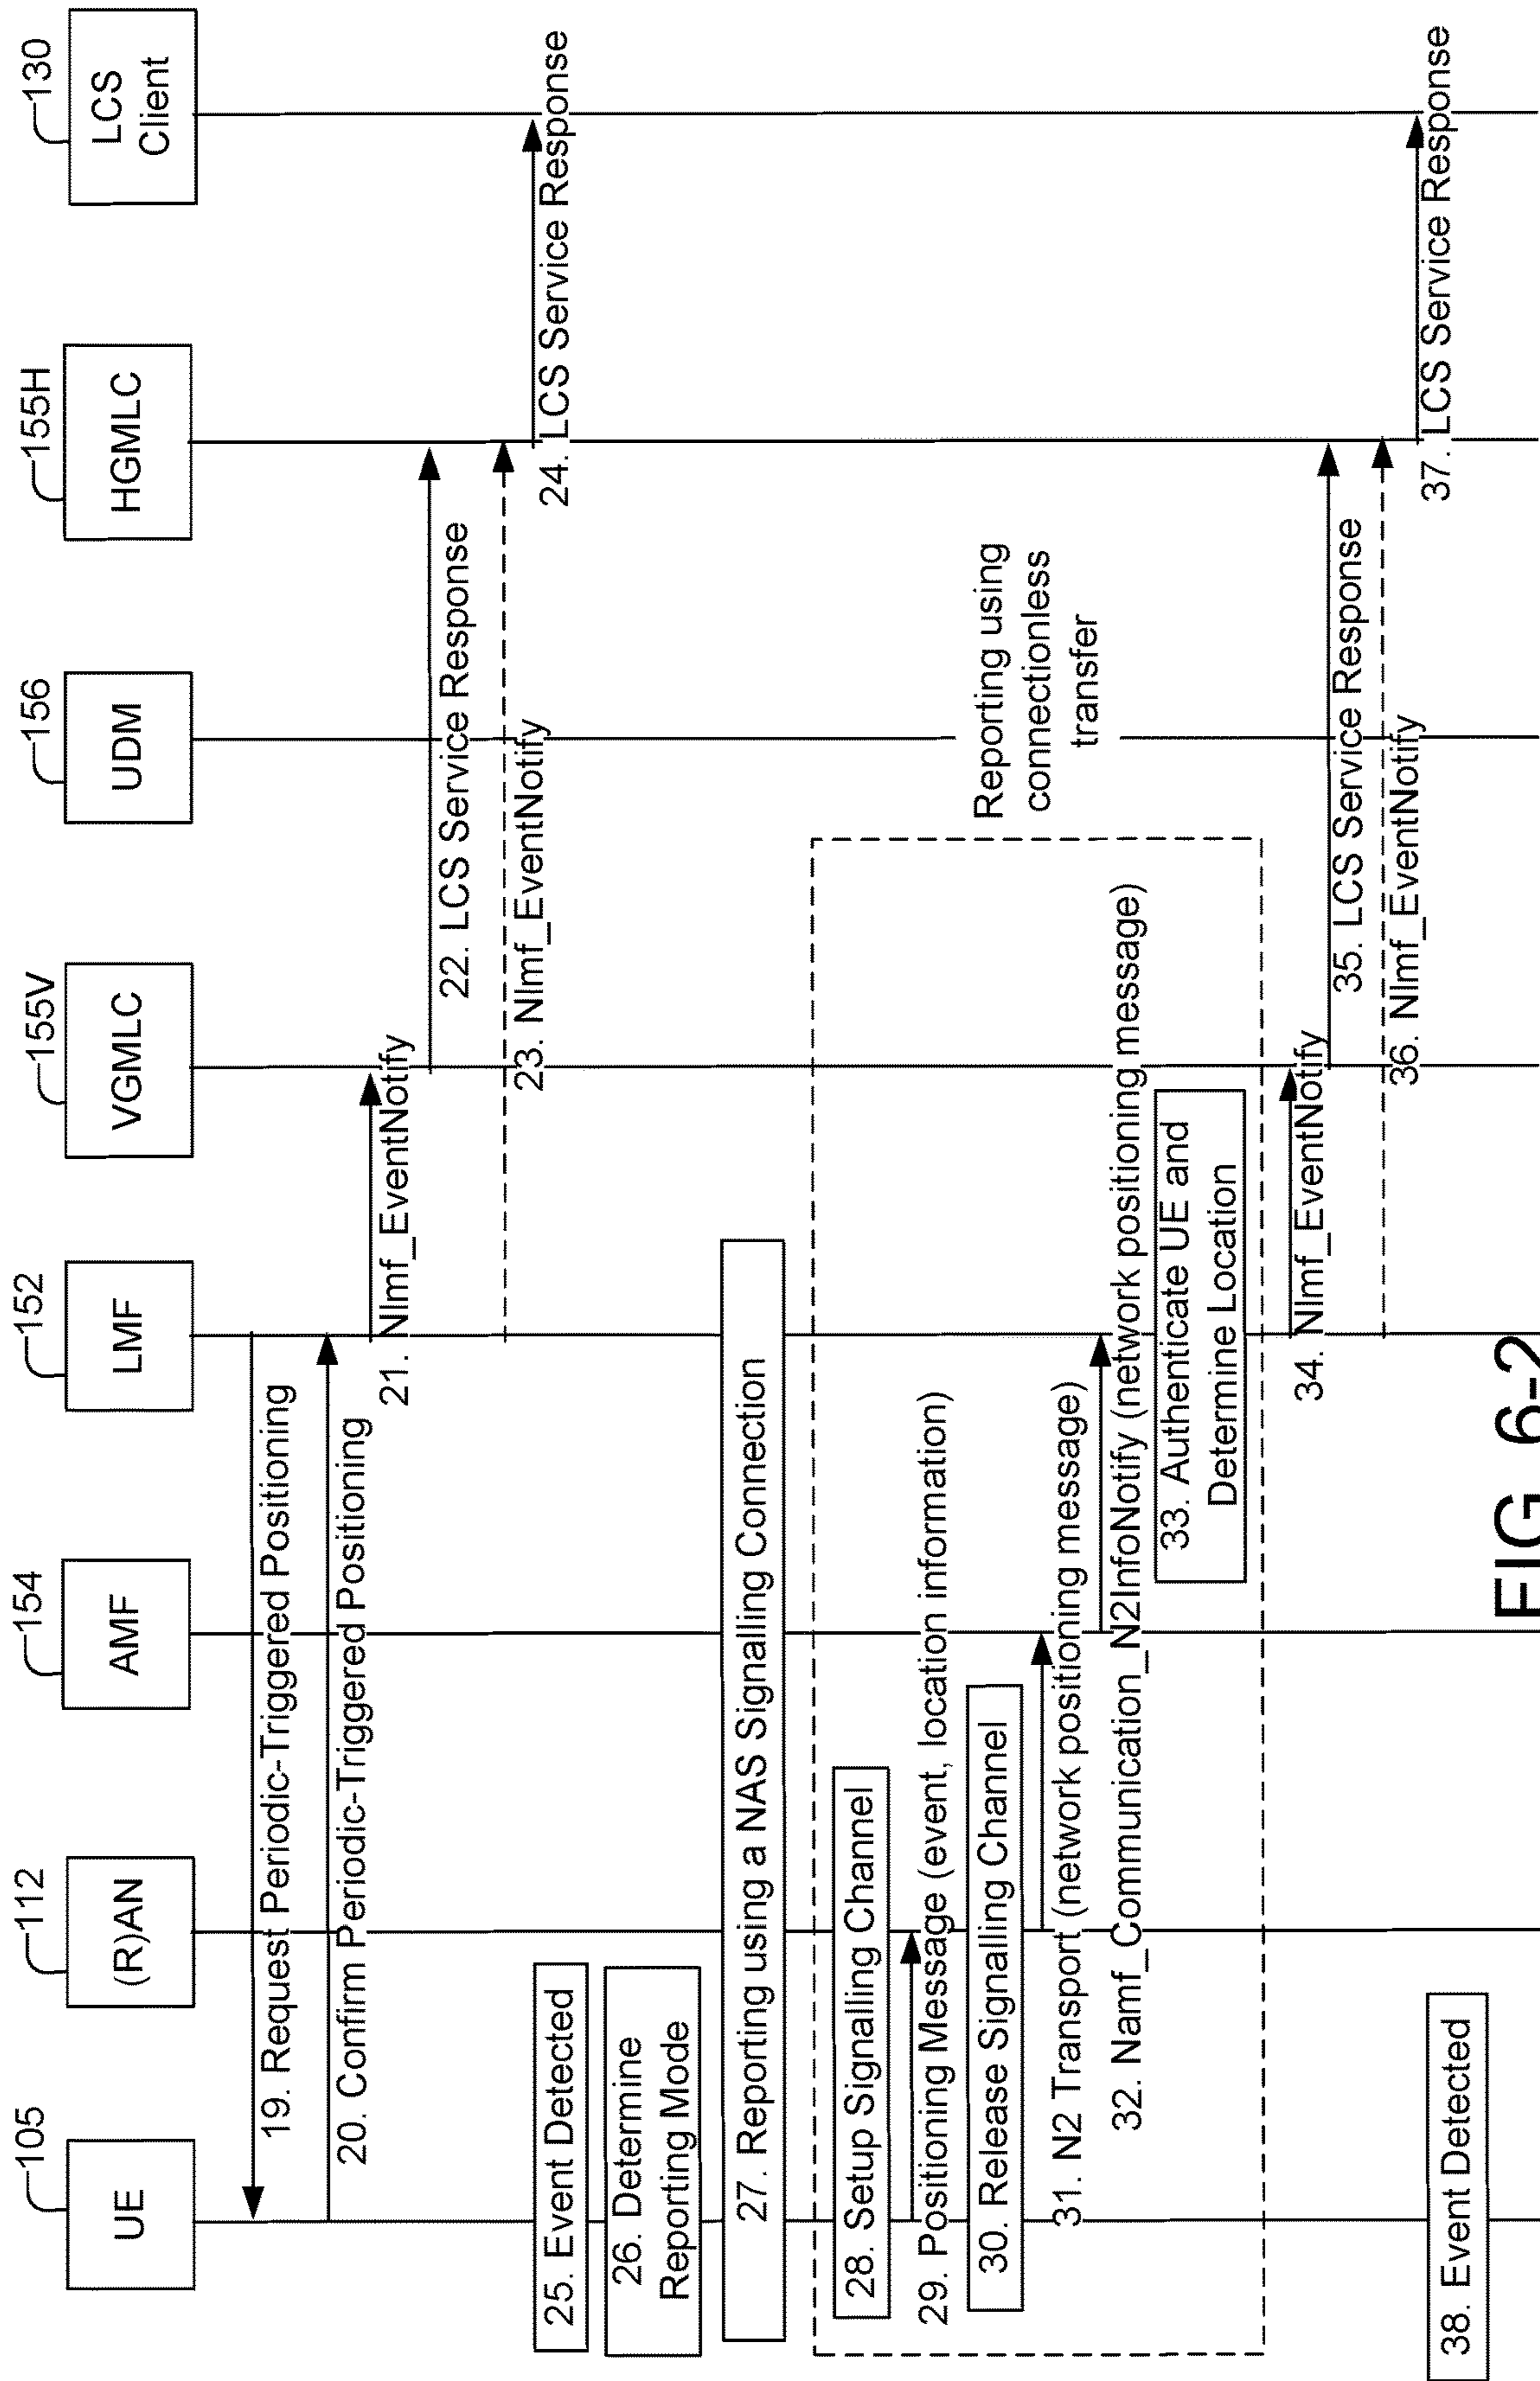 105
112
154
152
155V
156
155H
130
UE
(R)AN
AMF
LMF
VGMLC
UDM
HGMLC
LCS
Client
19. Request Periodic-Triggered Positioning
20. Confirm Periodic-Triggered Positioning
21. Nlmf_EventNotify
22. LCS Service Response
23. Nlmf_EventNotify
24. LCS Service Response
25. Event Detected
26. Determine
Reporting Mode
27. Reporting using a NAS Signalling Connection
28. Setup Signalling Channel
29. Positioning Message (event, location information)
30. Release Signalling Channel
31. N2 Transport (network positioning message)
32. Namf_Communication_N2InfoNotify (network positioning message)
33. Authenticate UE and
Determine Location
Reporting using
connectionless
transfer
34. Nlmf_EventNotify
35. LCS Service Response
36. Nlmf_EventNotify
37. LCS Service Response
38. Event Detected
FIG. 6-2